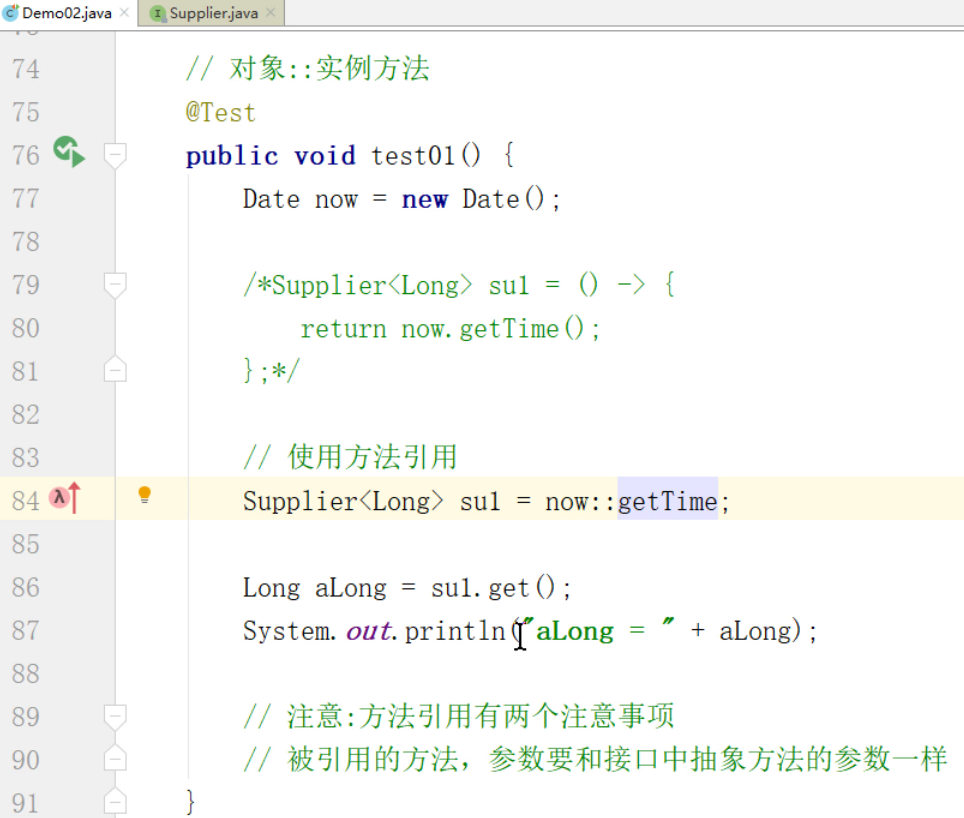 Demo02.java × Supplier.java ×
74 // 对象::实例方法
75 @Test
76 public void test01() {
77 Date now = new Date();
78
79 /*Supplier<Long> su1 = () -> {
80 return now.getTime();
81 };*/
82
83 // 使用方法引用
84 Supplier<Long> su1 = now::getTime;
85
86 Long aLong = su1.get();
87 System.out.println("aLong = " + aLong);
88
89 // 注意:方法引用有两个注意事项
90 // 被引用的方法，参数要和接口中抽象方法的参数一样
91 }